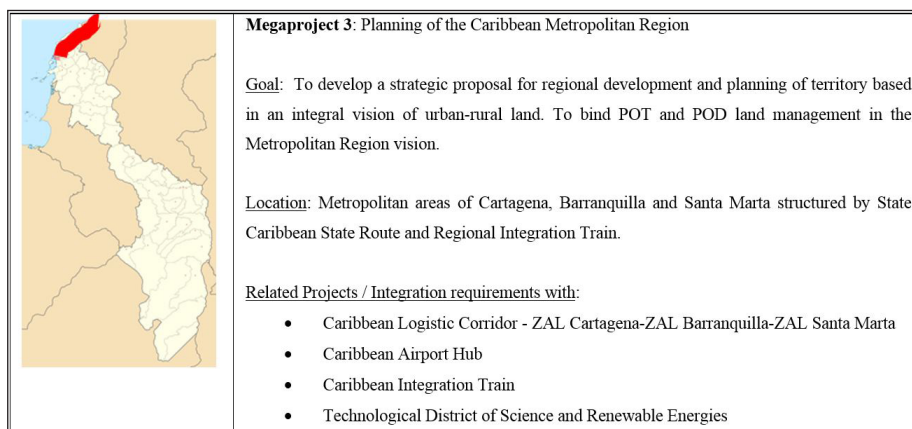 Megaproject 3: Planning of the Caribbean Metropolitan Region
Goal: To develop a strategic proposal for regional development and planning of territory based
in an integral vision of urban-rural land. To bind POT and POD land management in the
Metropolitan Region vision.
Location: Metropolitan areas of Cartagena, Barranquilla and Santa Marta structured by State
Caribbean State Route and Regional Integration Train.
Related Projects / Integration requirements with:
• Caribbean Logistic Corridor - ZAL Cartagena-ZAL Barranquilla-ZAL Santa Marta
• Caribbean Airport Hub
• Caribbean Integration Train
• Technological District of Science and Renewable Energies